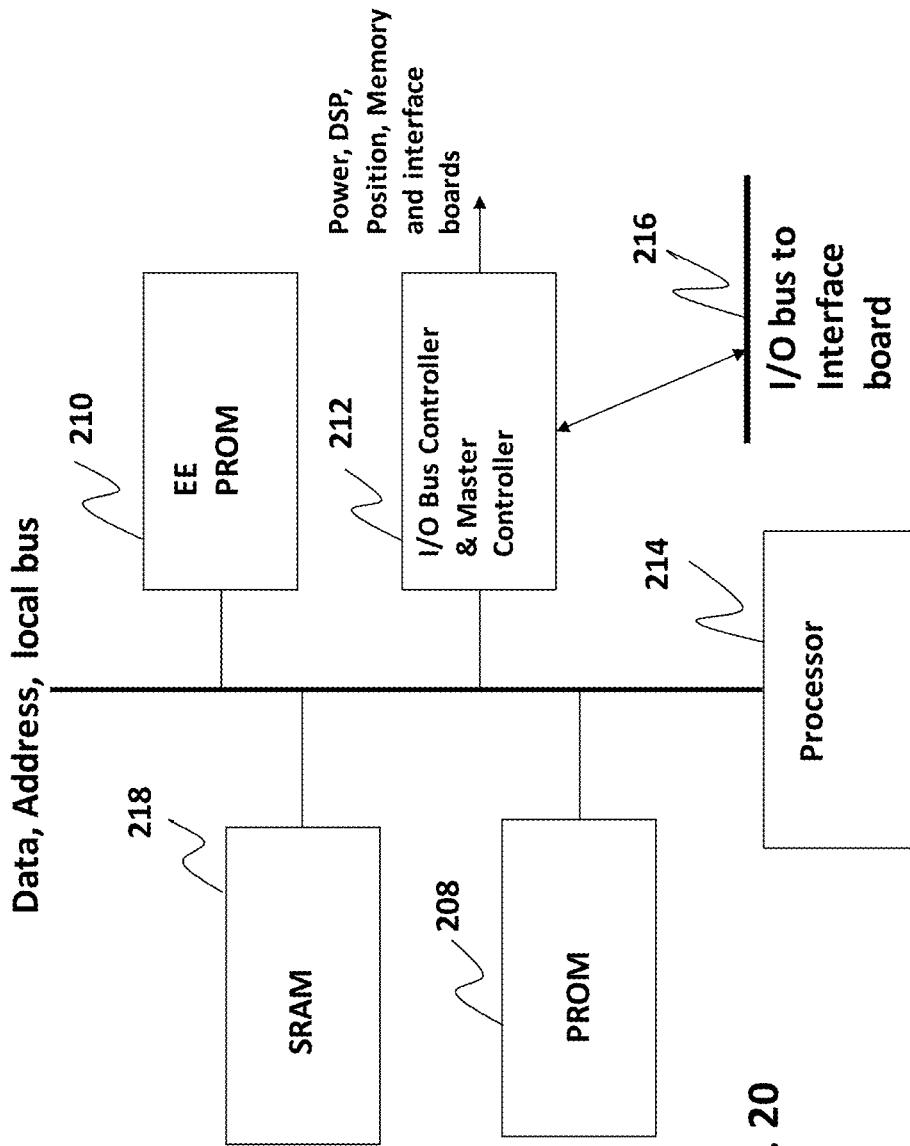 Data, Address, local bus
218
SRAM
210
EE
PROM
208
PROM
212
I/O Bus Controller
& Master
Controller
Power, DSP,
Position, Memory
and interface
boards
214
Processor
216
I/O bus to
Interface
board
. 20